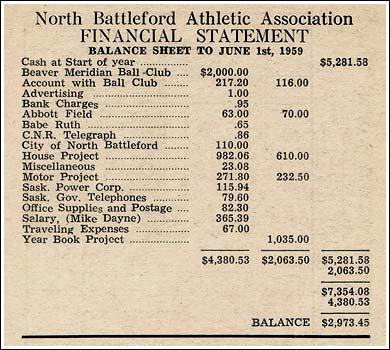 North Battleford Athletic Association
FINANCIAL STATEMENT
BALANCE SHEET TO JUNE 1st, 1959
Cash at Start of year .................. $5,281.58
Beaver Meridian Ball Club .... $2,000.00
Account with Ball Club ........ 217.20 116.00
Advertising ............................ 1.00
Bank Charges ........................ .95
Abbott Field .......................... 63.00 70.00
Babe Ruth .............................. .65
C.N.R. Telegraph .................. .86
City of North Battleford ....... 110.00
House Project ........................ 982.06 610.00
Miscellaneous ........................ 23.08
Motor Project ........................ 271.80 232.50
Sask. Power Corp. ................. 115.94
Sask. Gov. Telephones .......... 79.60
Office Supplies and Postage .... 82.30
Salary, (Mike Dayne) ............ 365.39
Traveling Expenses ............... 67.00
Year Book Project ................. 1,035.00
$4,380.53 $2,063.50 $5,281.58
2,063.50
$7,354.08
4,380.53
BALANCE $2,973.45